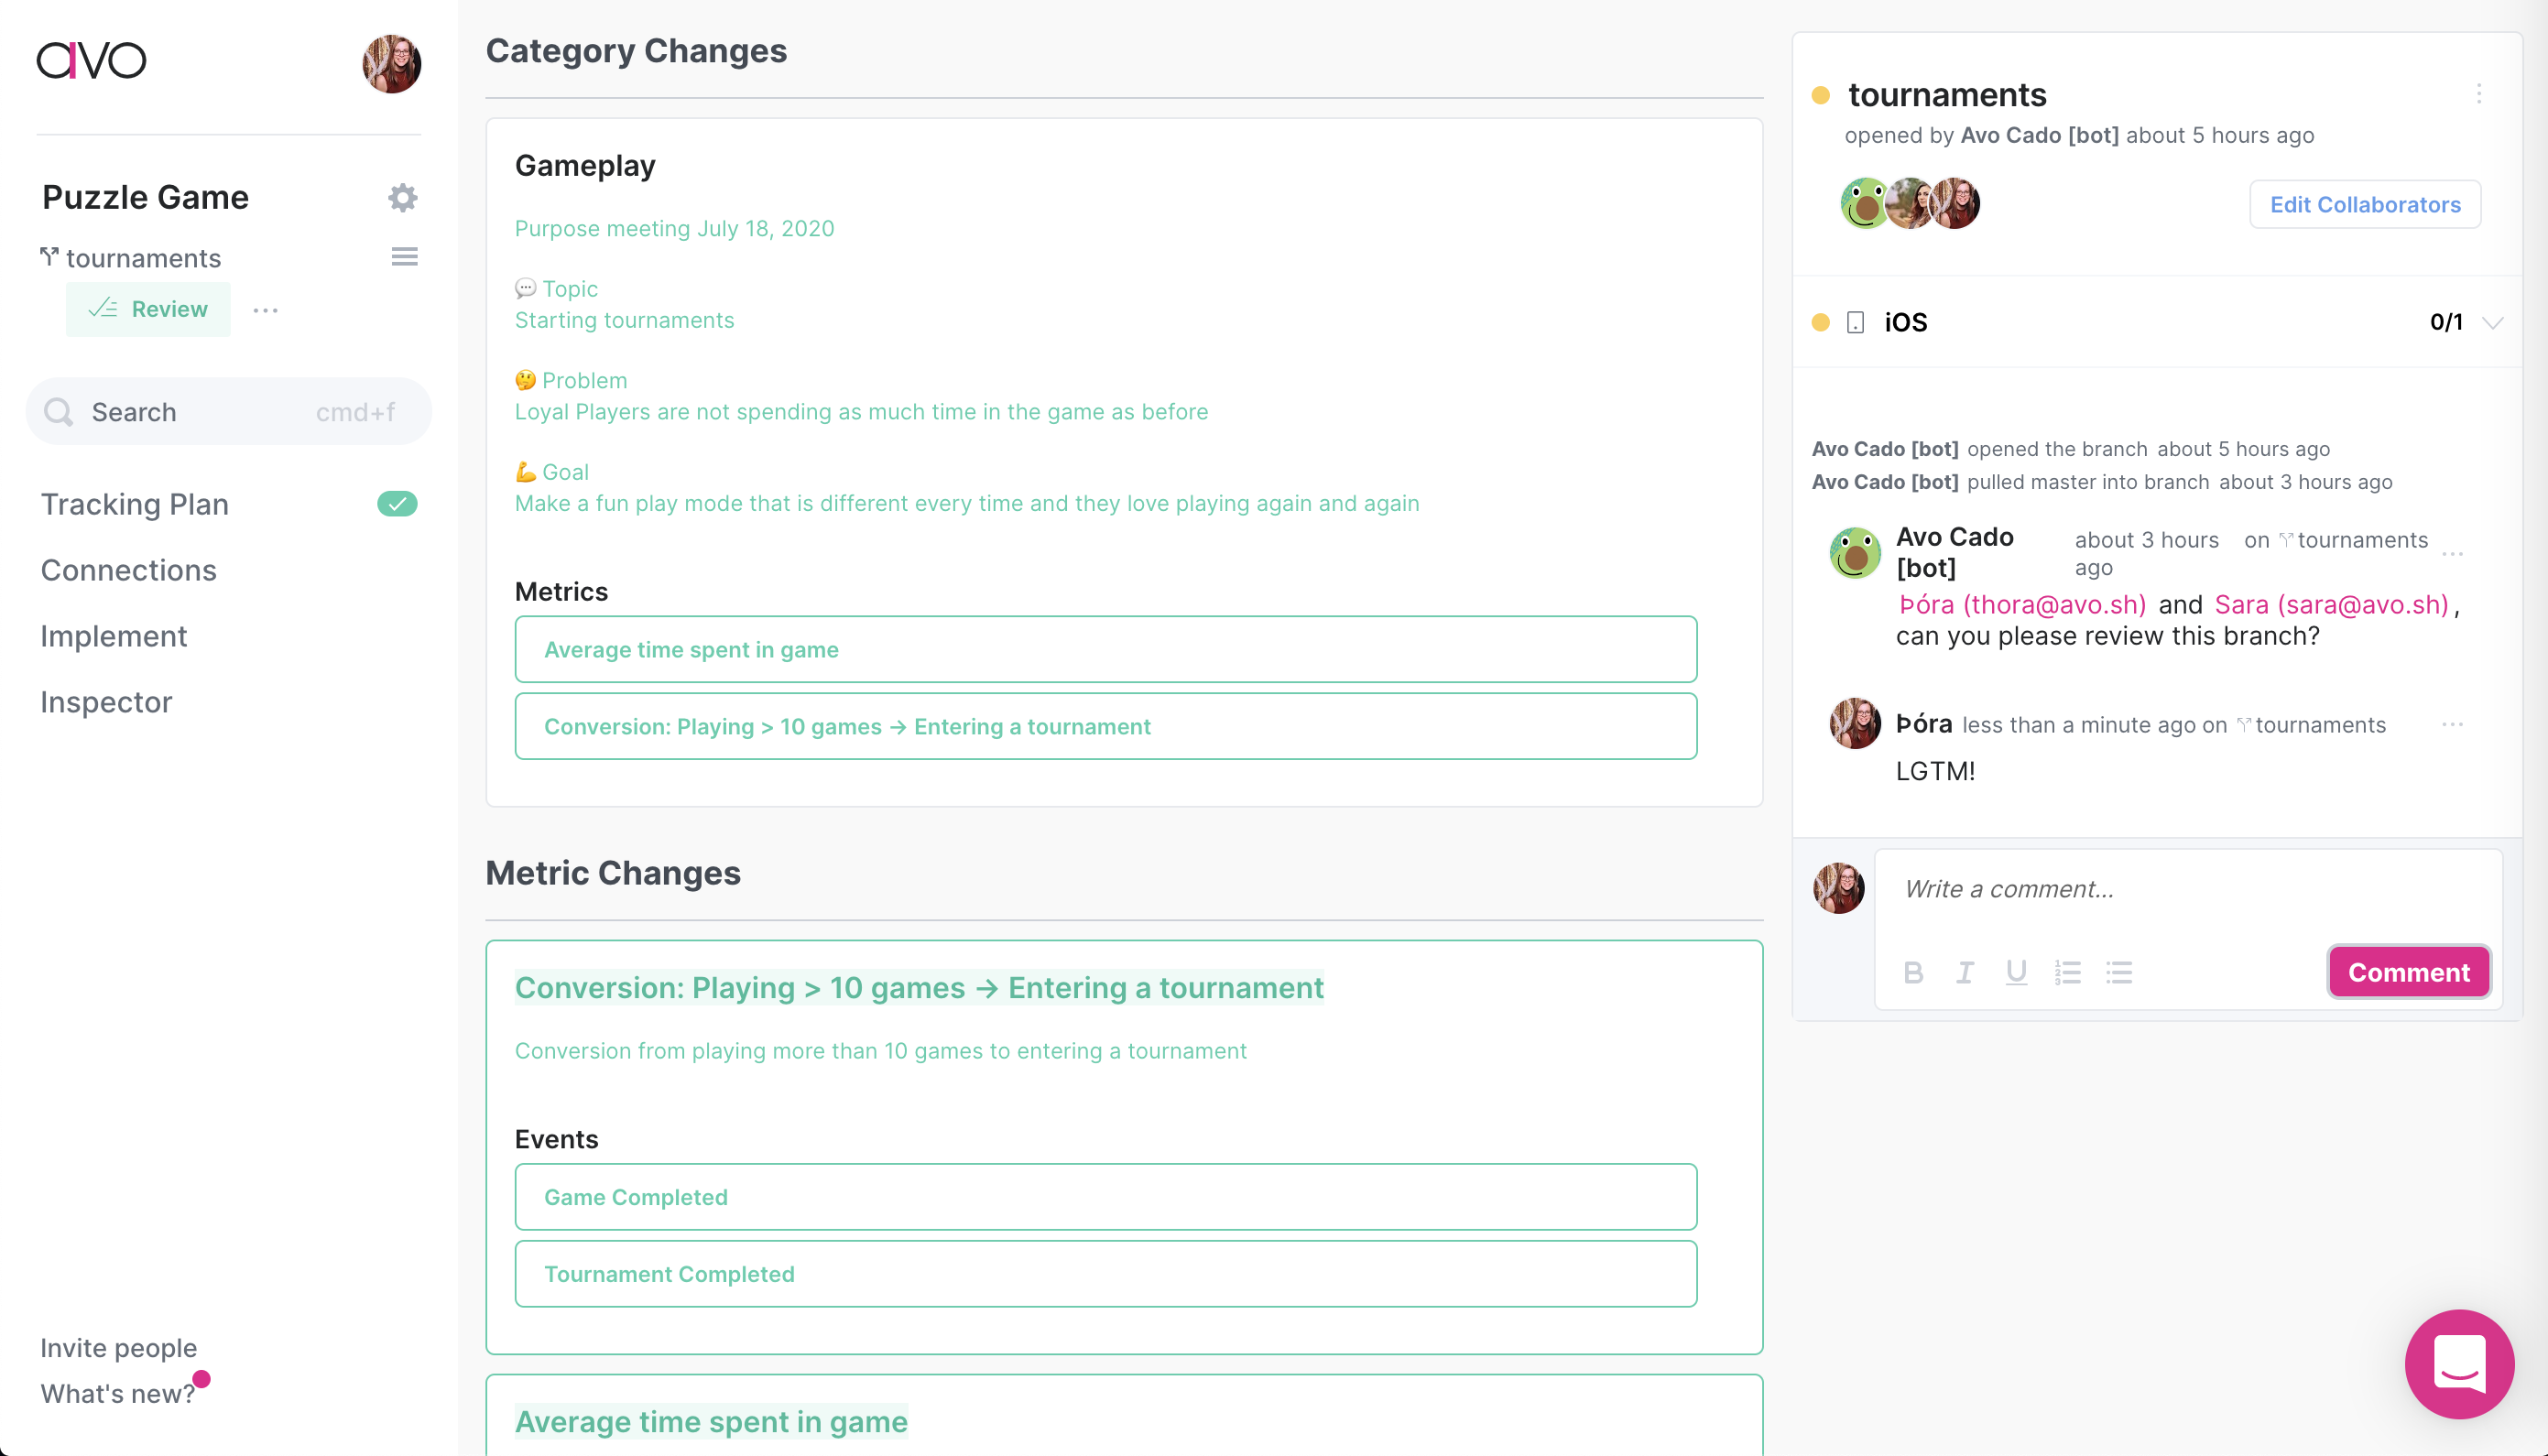 avo
Puzzle Game
tournaments
Review
Search cmd+f
Tracking Plan
Connections
Implement
Inspector
Invite people
What's new?
Category Changes
Gameplay
Purpose meeting July 18, 2020
💬 Topic
Starting tournaments
🤔 Problem
Loyal Players are not spending as much time in the game as before
💪 Goal
Make a fun play mode that is different every time and they love playing again and again
Metrics
Average time spent in game
Conversion: Playing > 10 games → Entering a tournament
Metric Changes
Conversion: Playing > 10 games → Entering a tournament
Conversion from playing more than 10 games to entering a tournament
Events
Game Completed
Tournament Completed
Average time spent in game
tournaments
opened by Avo Cado [bot] about 5 hours ago
Edit Collaborators
iOS 0/1
Avo Cado [bot] opened the branch about 5 hours ago
Avo Cado [bot] pulled master into branch about 3 hours ago
Avo Cado [bot] about 3 hours ago on tournaments
Þóra (thora@avo.sh) and Sara (sara@avo.sh),
can you please review this branch?
Þóra less than a minute ago on tournaments
LGTM!
Write a comment...
B I U
Comment